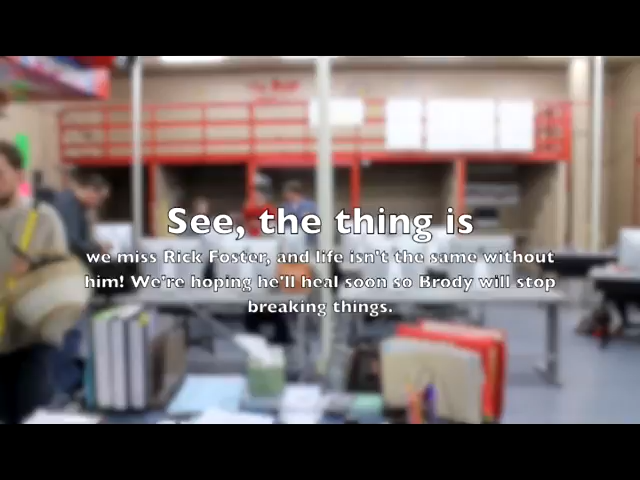 See, the thing is
we miss Rick Foster, and life isn't the same without
him! We're hoping he'll heal soon so Brody will stop
breaking things.